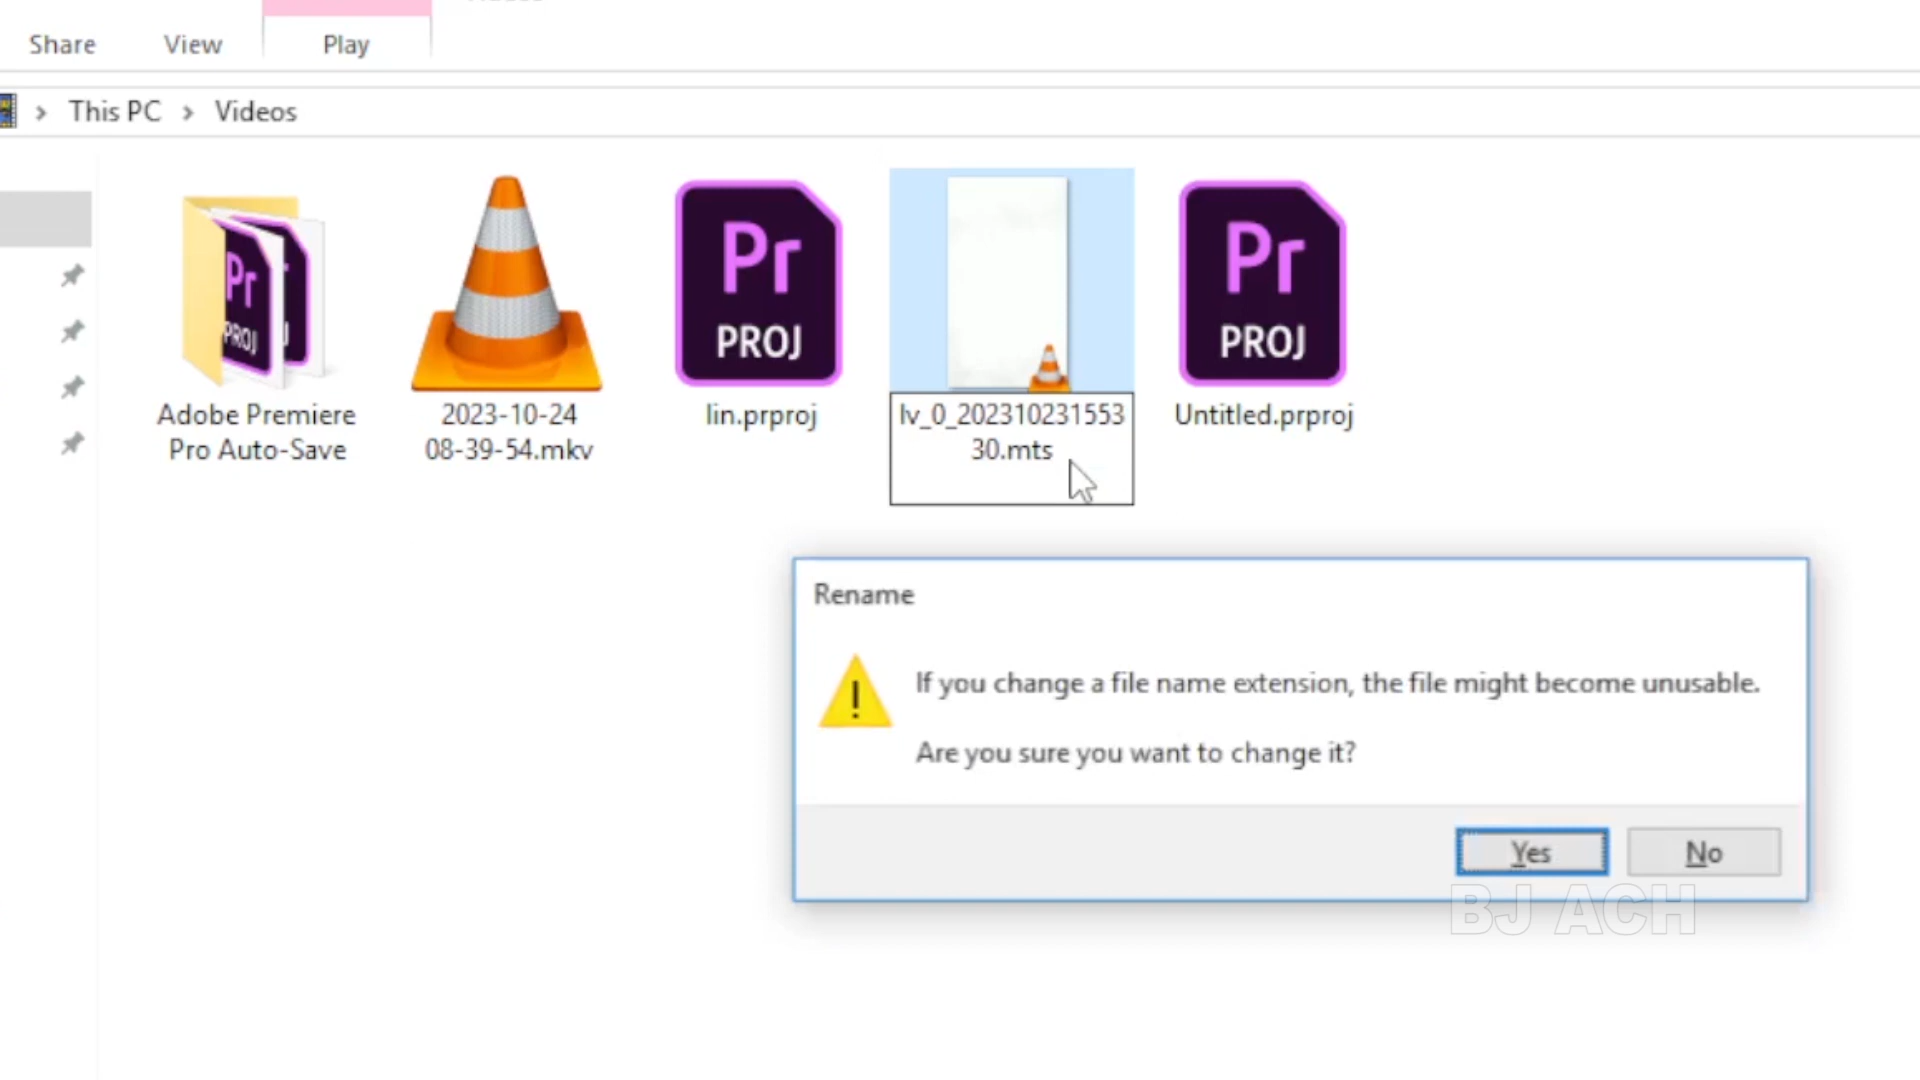 Share View Play
This PC Videos
Pr PROJ
Pr PROJ
Pr PROJ
Adobe Premiere
Pro Auto-Save
2023-10-24
08-39-54.mkv
lin.prproj
lv_0_202310231553
30.mts
Untitled.prproj
Rename
If you change a file name extension, the file might become unusable.
Are you sure you want to change it?
Yes No
BJ ACH